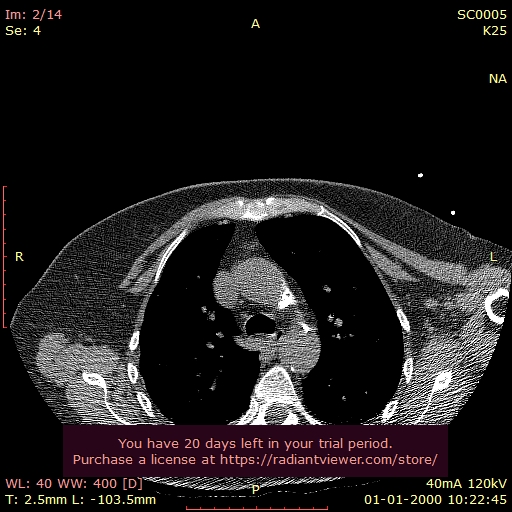 Im: 2/14
Se: 4
A
SC0005
K25
NA
R
L
You have 20 days left in your trial period.
Purchase a license at https://radiantviewer.com/store/
WL: 40 WW: 400 [D]
T: 2.5mm L: -103.5mm
P
40mA 120kV
01-01-2000 10:22:45